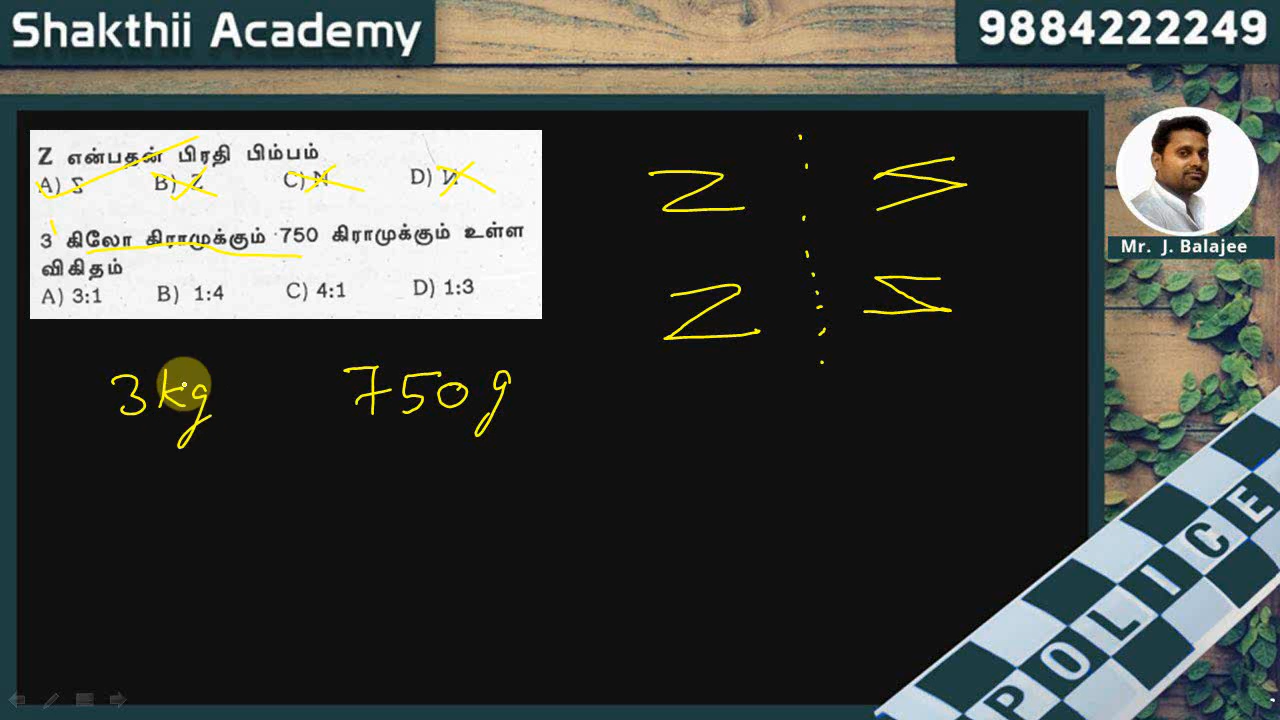 Shakthii Academy
9884222249
Z என்பதன் பிரதி பிம்பம்
A) S B) Z C) N D) И
3 கிலோ கிராமுக்கும் 750 கிராமுக்கும் உள்ள
விகிதம்
A) 3:1 B) 1:4 C) 4:1 D) 1:3
Z
Z
3kg 750g
Mr. J. Balajee
POLICE